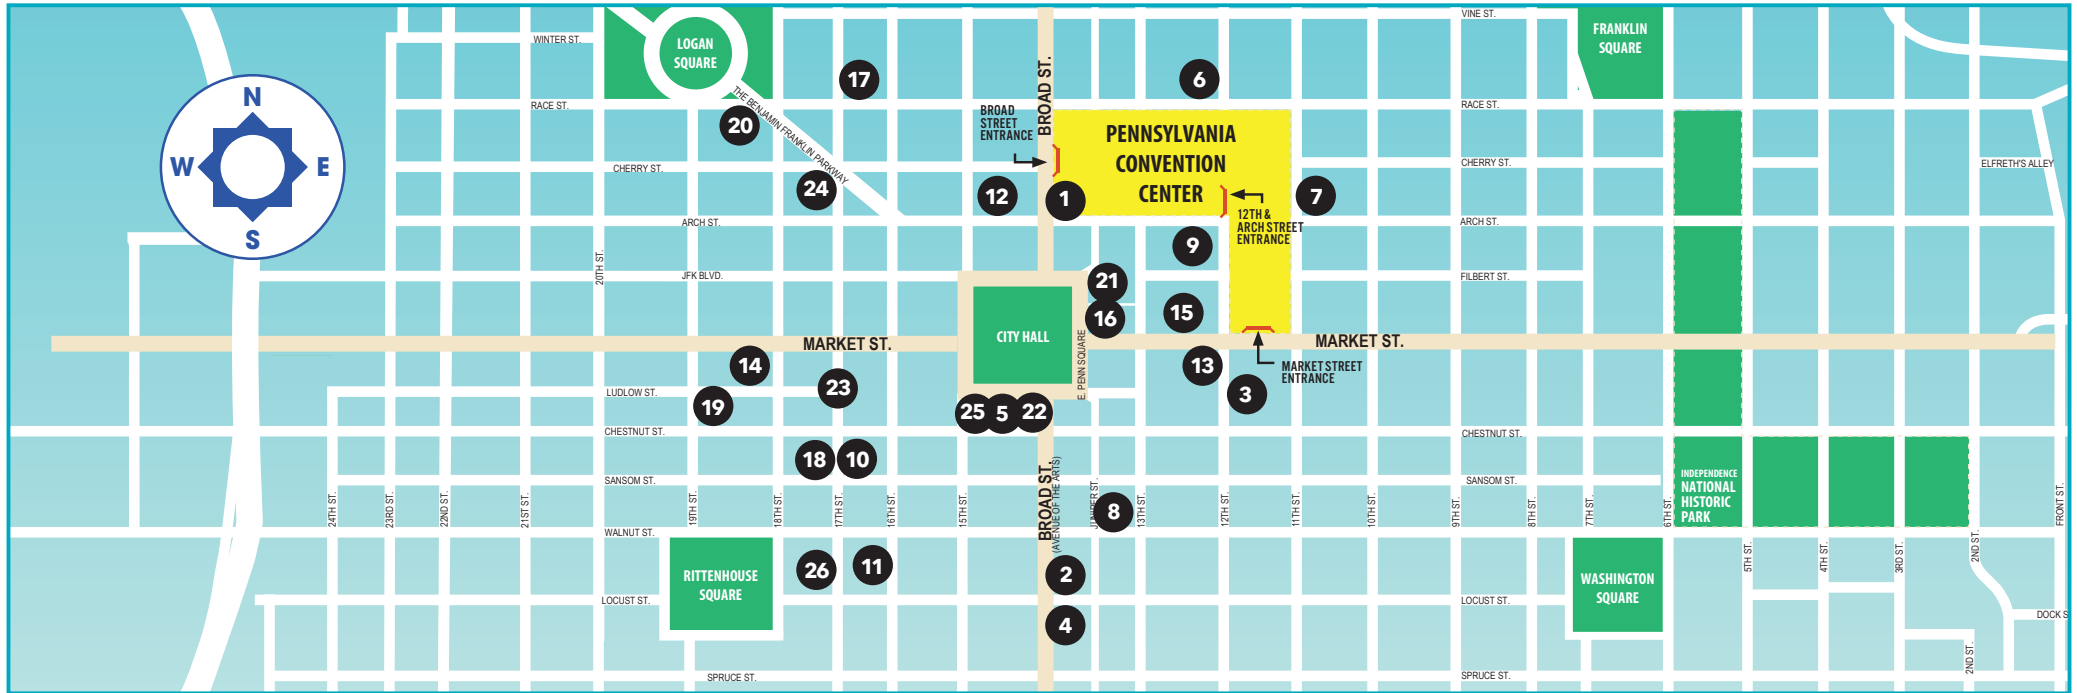 VINE ST.
WINTER ST.
LOGAN
SQUARE
FRANKLIN
SQUARE
17
6
BROAD ST.
THE BENJAMIN FRANKLIN PARKWAY
RACE ST.
RACE ST.
20
BROAD
STREET
ENTRANCE
PENNSYLVANIA
CONVENTION
CENTER
N
W
E
S
CHERRY ST.
CHERRY ST.
ELFRETH'S ALLEY
24
12
1
7
12TH &
ARCH STREET
ENTRANCE
ARCH ST.
ARCH ST.
9
20TH ST.
JFK BLVD.
FILBERT ST.
21
16
15
CITY HALL
E. PENN SQUARE
MARKET ST.
MARKET ST.
MARKET STREET
ENTRANCE
14
13
23
3
LUDLOW ST.
19
25
5
22
CHESTNUT ST.
CHESTNUT ST.
18
10
BROAD ST.
(AVENUE OF THE ARTS)
SANSOM ST.
SANSOM ST.
INDEPENDENCE
NATIONAL
HISTORIC
PARK
24TH ST.
23RD ST.
22ND ST.
21ST ST.
19TH ST.
18TH ST.
17TH ST.
16TH ST.
15TH ST.
8
13TH ST.
12TH ST.
11TH ST.
10TH ST.
9TH ST.
8TH ST.
7TH ST.
6TH ST.
FRONT ST.
WALNUT ST.
WALNUT ST.
5TH ST.
4TH ST.
3RD ST.
2ND ST.
26
11
2
RITTENHOUSE
SQUARE
WASHINGTON
SQUARE
LOCUST ST.
LOCUST ST.
DOCK S
4
2ND ST.
SPRUCE ST.
SPRUCE ST.